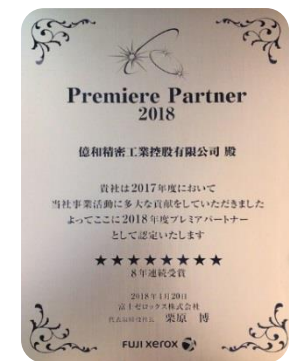 Premiere Partner
2018
億和精密工業控股有限公司 殿
貴社は2017年度において
当社事業活動に多大な貢献をしていただきました
よってここに2018年度プレミアパートナー
として認定いたします
★★★★★★★★
8年連続受賞
2018年4月20日
富士ゼロックス株式会社
代表取締役社長 栗原 博
FUJI XEROX